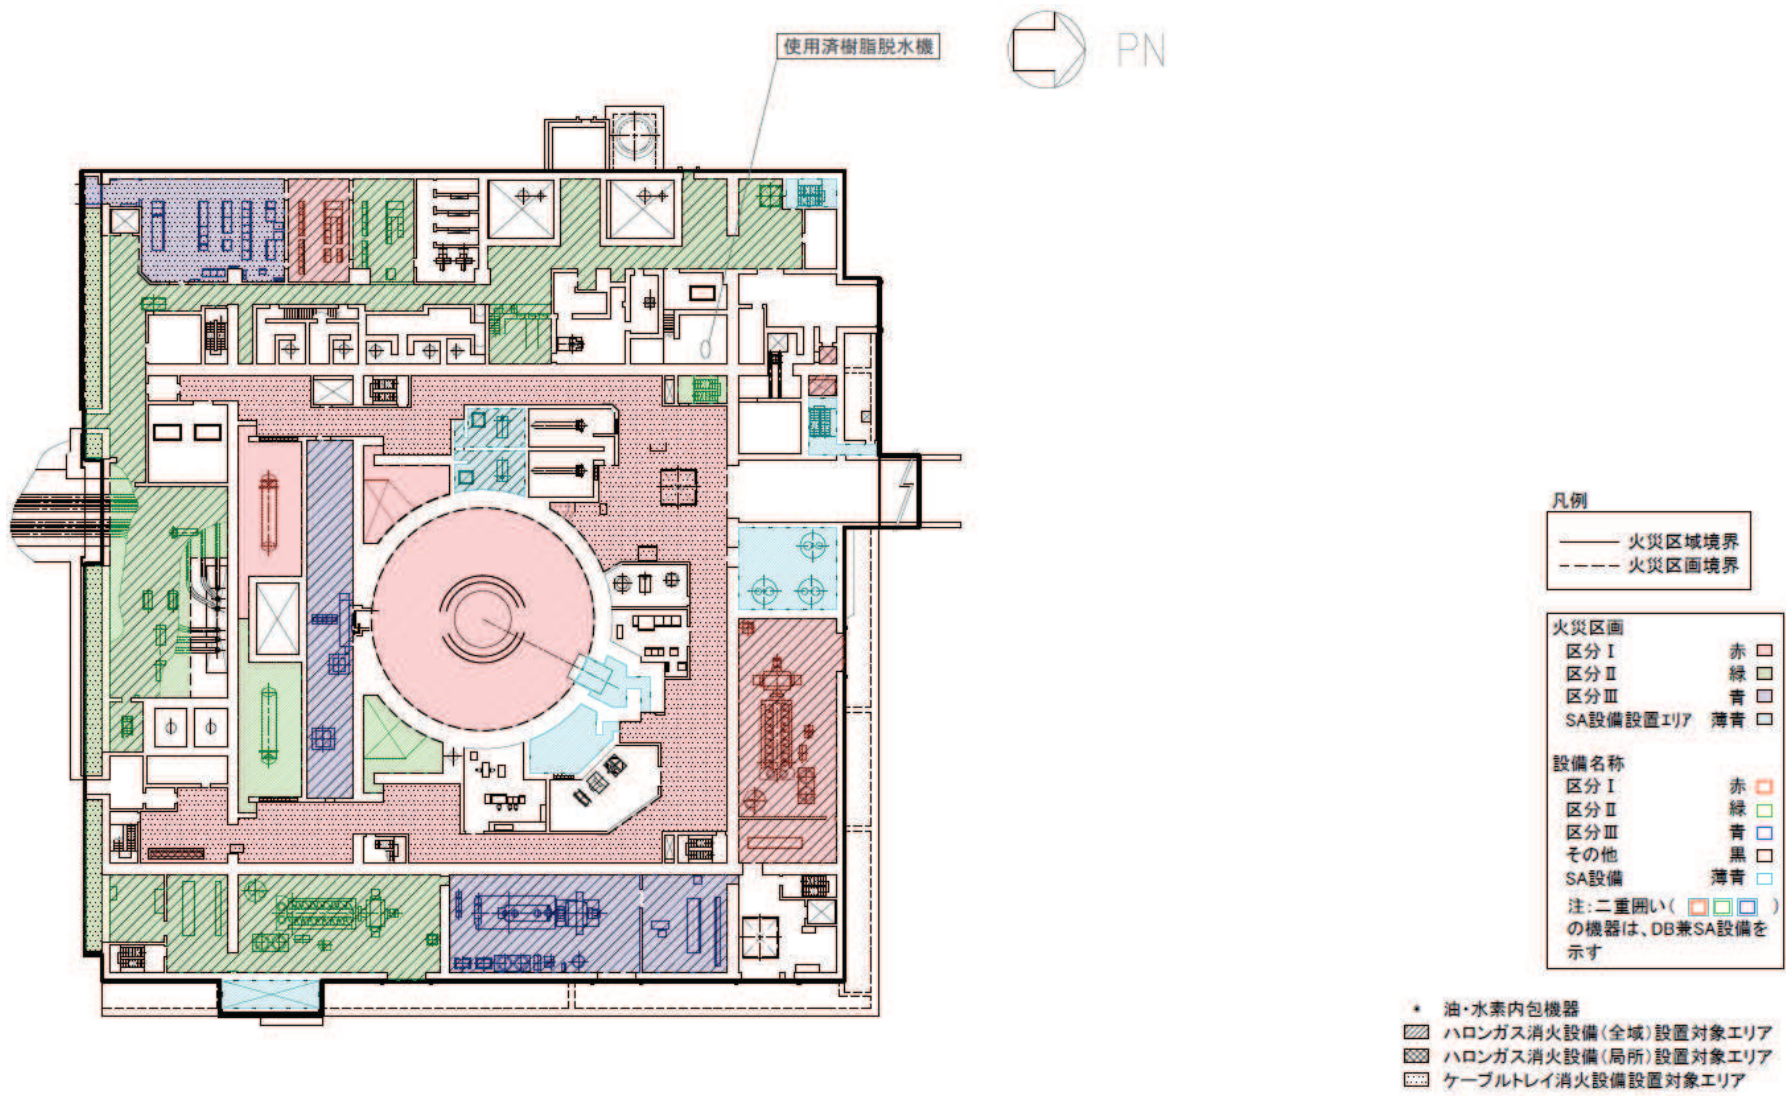 使用済樹脂脱水機
PN
凡例
火災区域境界
火災区画境界
火災区画
区分Ⅰ 赤
区分Ⅱ 緑
区分Ⅲ 青
SA設備設置エリア 薄青
設備名称
区分Ⅰ 赤
区分Ⅱ 緑
区分Ⅲ 青
その他 黒
SA設備 薄青
注:二重囲い( )
の機器は、DB兼SA設備を
示す
* 油・水素内包機器
ハロンガス消火設備(全域)設置対象エリア
ハロンガス消火設備(局所)設置対象エリア
ケーブルトレイ消火設備設置対象エリア